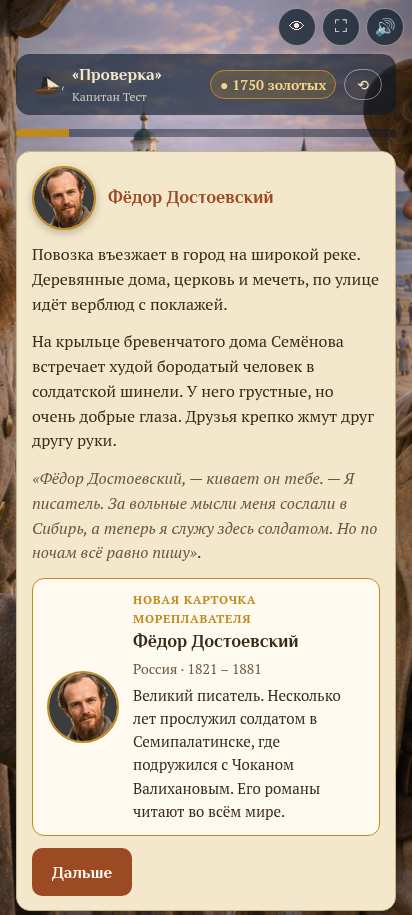 «Проверка»
Капитан Тест
● 1750 золотых
Фёдор Достоевский
Повозка въезжает в город на широкой реке.
Деревянные дома, церковь и мечеть, по улице
идёт верблюд с поклажей.
На крыльце бревенчатого дома Семёнова
встречает худой бородатый человек в
солдатской шинели. У него грустные, но
очень добрые глаза. Друзья крепко жмут друг
другу руки.
«Фёдор Достоевский, — кивает он тебе. — Я
писатель. За вольные мысли меня сослали в
Сибирь, а теперь я служу здесь солдатом. Но по
ночам всё равно пишу».
НОВАЯ КАРТОЧКА
МОРЕПЛАВАТЕЛЯ
Фёдор Достоевский
Россия · 1821 – 1881
Великий писатель. Несколько
лет прослужил солдатом в
Семипалатинске, где
подружился с Чоканом
Валихановым. Его романы
читают во всём мире.
Дальше